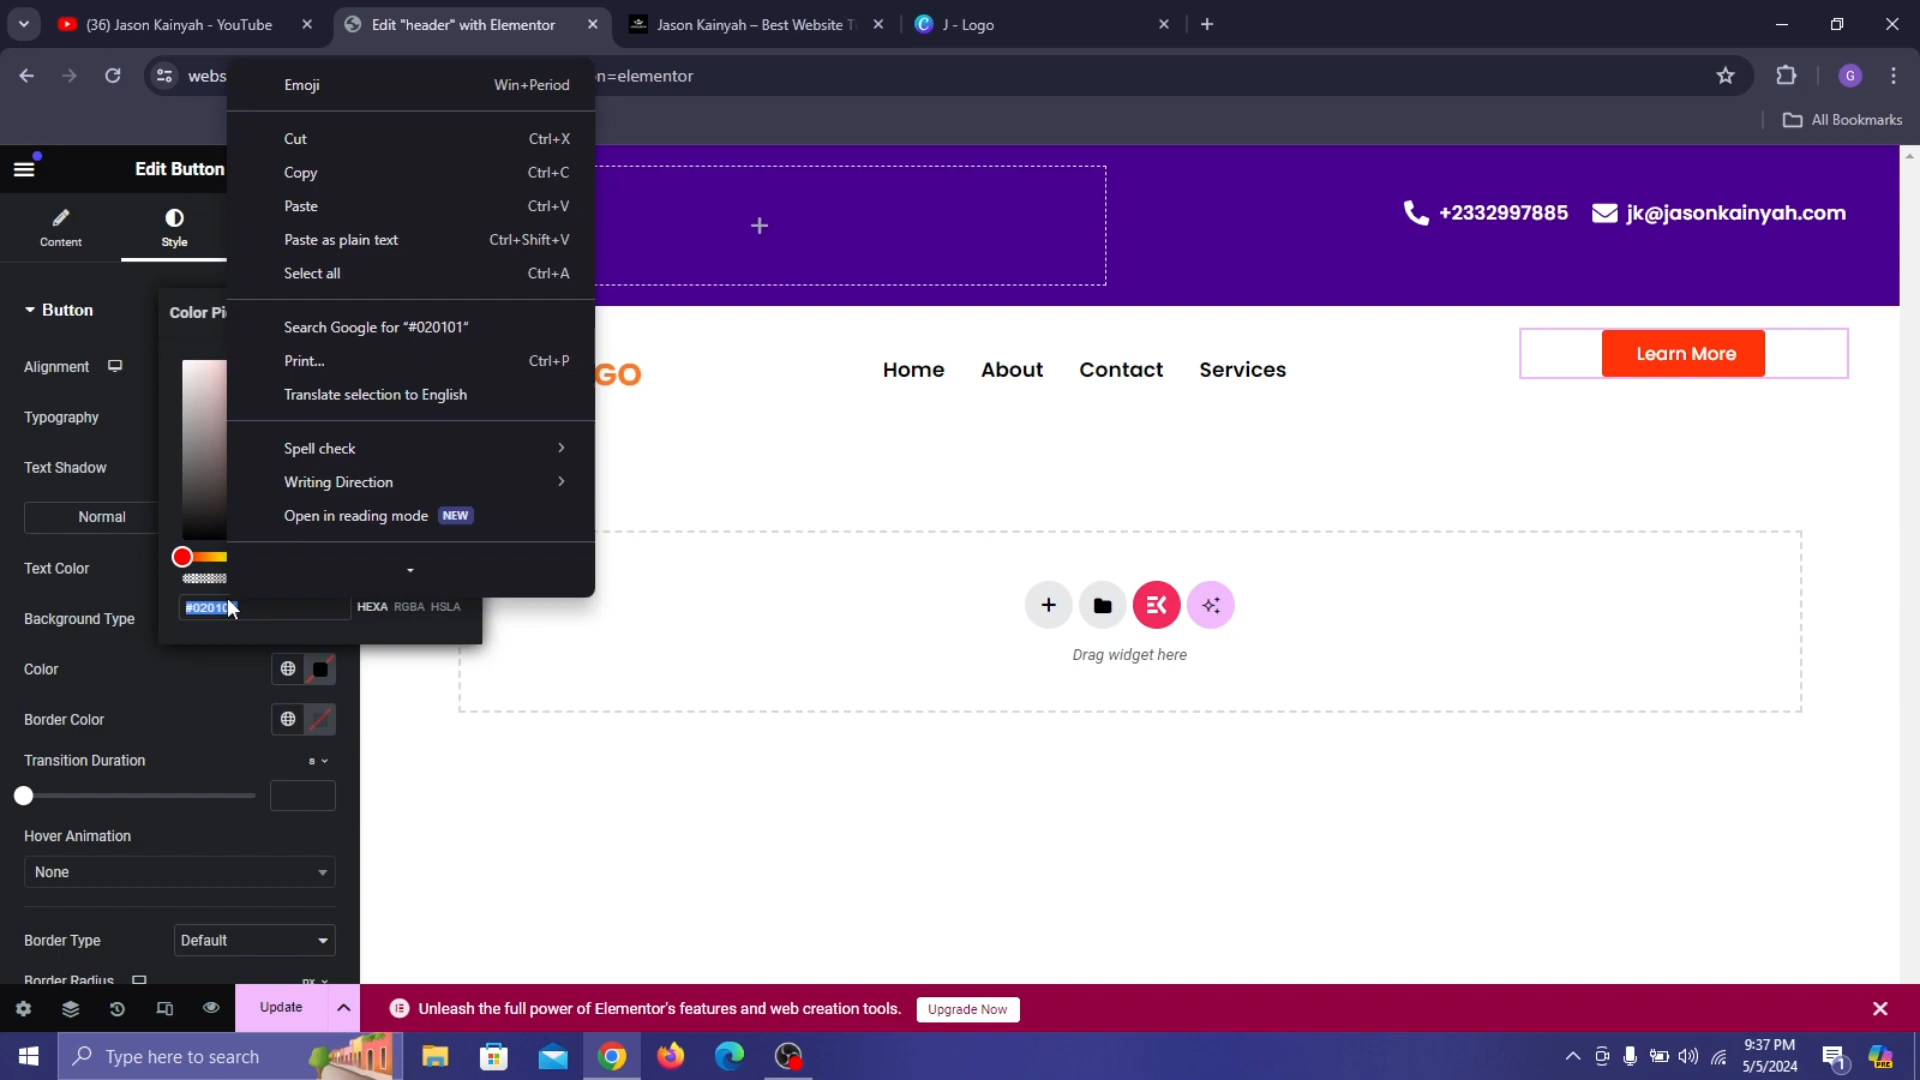 (36) Jason Kainyah - YouTube
Edit "header" with Elementor
Jason Kainyah – Best Website T
J - Logo
webs
n=elementor
G
All Bookmarks
Emoji Win+Period
Cut Ctrl+X
Copy Ctrl+C
Paste Ctrl+V
Paste as plain text Ctrl+Shift+V
Select all Ctrl+A
Search Google for "#020101"
Print... Ctrl+P
Translate selection to English
Spell check
Writing Direction
Open in reading mode NEW
Edit Button
Content
Style
Button
Color Pi
Alignment
Typography
Text Shadow
Normal
Text Color
#02010
HEXA RGBA HSLA
Background Type
Color
Border Color
Transition Duration s
Hover Animation
None
Border Type Default
Border Radius px
Update
+2332997885
jk@jasonkainyah.com
GO
Home About Contact Services
Learn More
Drag widget here
Unleash the full power of Elementor's features and web creation tools.
Upgrade Now
Type here to search
9:37 PM
5/5/2024
1
PRE